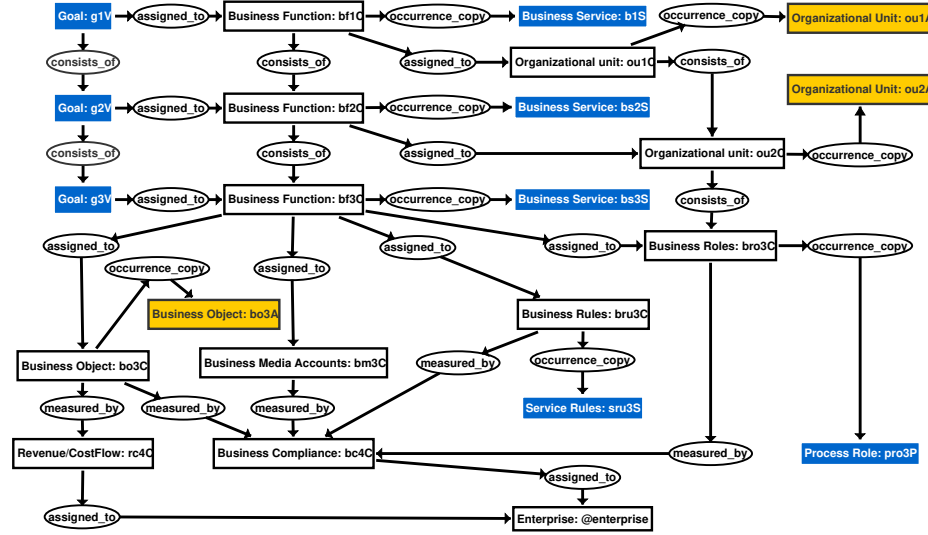 Goal: g1V
assigned_to
Business Function: bf1C
occurrence_copy
Business Service: b1S
occurrence_copy
Organizational Unit: ou1A
consists_of
consists_of
assigned_to
Organizational unit: ou1C
consists_of
Organizational Unit: ou2A
Goal: g2V
assigned_to
Business Function: bf2C
occurrence_copy
Business Service: bs2S
consists_of
consists_of
assigned_to
Organizational unit: ou2C
occurrence_copy
Goal: g3V
assigned_to
Business Function: bf3C
occurrence_copy
Business Service: bs3S
consists_of
assigned_to
assigned_to
assigned_to
Business Roles: bro3C
occurrence_copy
occurrence_copy
assigned_to
Business Object: bo3A
Business Rules: bru3C
Business Object: bo3C
Business Media Accounts: bm3C
measured_by
occurrence_copy
measured_by
measured_by
measured_by
Service Rules: sru3S
Revenue/CostFlow: rc4C
Business Compliance: bc4C
measured_by
Process Role: pro3P
assigned_to
assigned_to
Enterprise: @enterprise